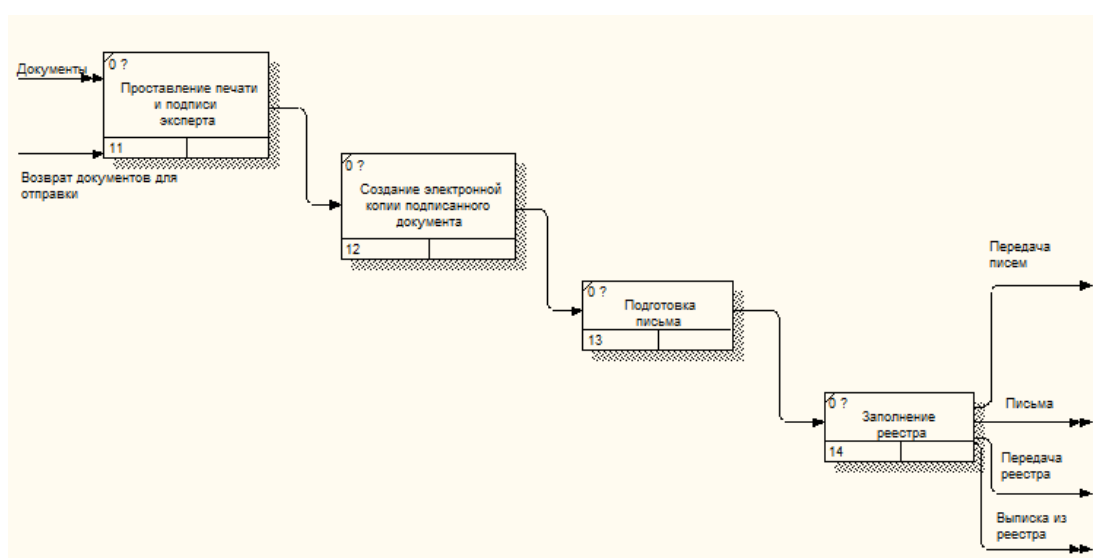 Документы
0 ?
Проставление печати
и подписи
эксперта
11
Возврат документов для
отправки
0 ?
Создание электронной
копии подписанного
документа
12
0 ?
Подготовка
письма
13
0 ?
Заполнение
реестра
14
Передача
писем
Письма
Передача
реестра
Выписка из
реестра